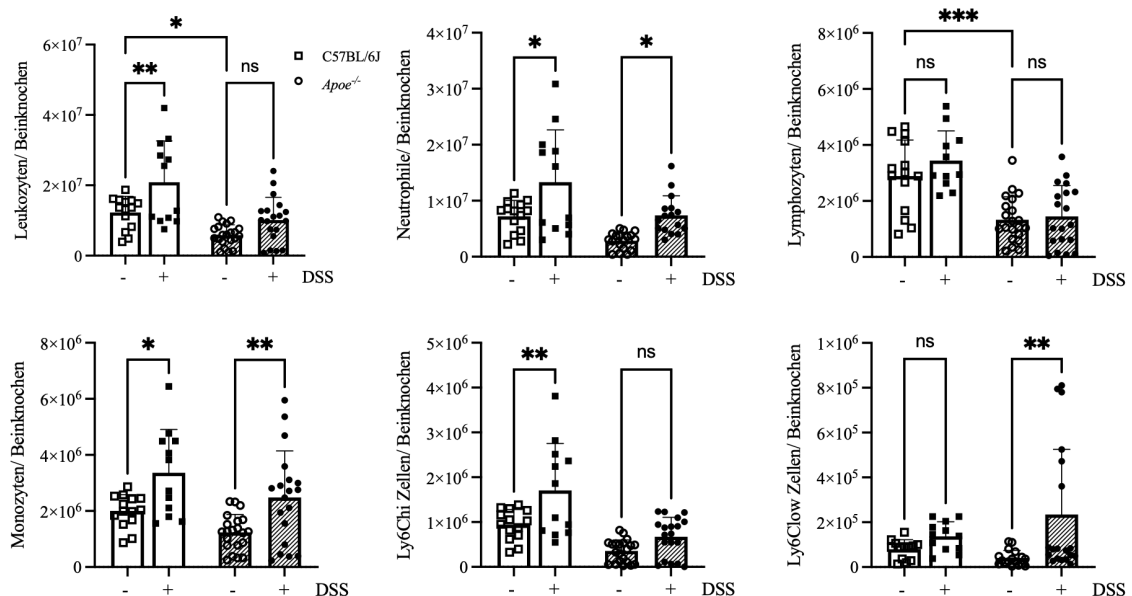 Leukozyten/ Beinknochen
8×10⁷
6×10⁷
4×10⁷
2×10⁷
0
*
**
ns
- + - + DSS
C57BL/6J
Apoe⁻/⁻
Neutrophile/ Beinknochen
4×10⁷
3×10⁷
2×10⁷
1×10⁷
0
*
*
- + - + DSS
Lymphozyten/ Beinknochen
8×10⁶
6×10⁶
4×10⁶
2×10⁶
0
***
ns
ns
- + - + DSS
Monozyten/ Beinknochen
8×10⁶
6×10⁶
4×10⁶
2×10⁶
0
*
**
- + - + DSS
Ly6Chi Zellen/ Beinknochen
5×10⁶
4×10⁶
3×10⁶
2×10⁶
1×10⁶
0
**
ns
- + - + DSS
Ly6Clow Zellen/ Beinknochen
1×10⁶
8×10⁵
6×10⁵
4×10⁵
2×10⁵
0
ns
**
- + - + DSS